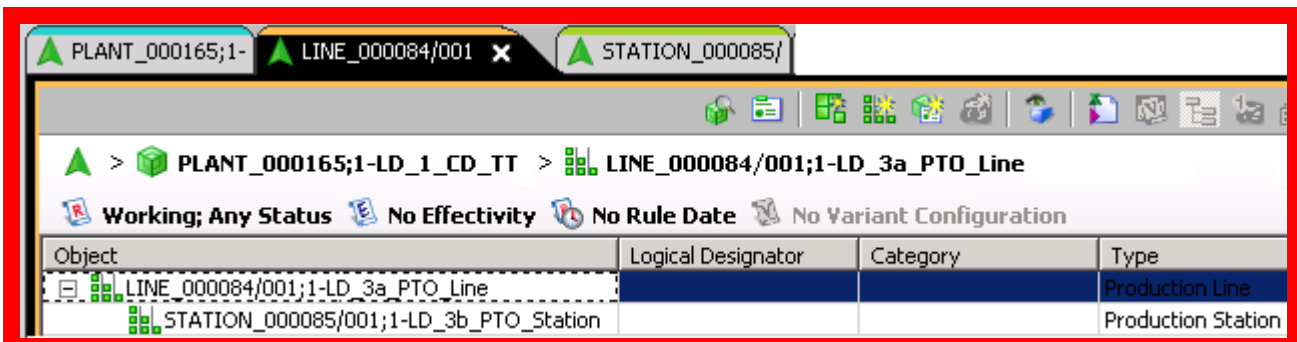 PLANT_000165;1- LINE_000084/001 STATION_000085/
> PLANT_000165;1-LD_1_CD_TT > LINE_000084/001;1-LD_3a_PTO_Line
Working; Any Status No Effectivity No Rule Date No Variant Configuration
Object Logical Designator Category Type
LINE_000084/001;1-LD_3a_PTO_Line Production Line
STATION_000085/001;1-LD_3b_PTO_Station Production Station